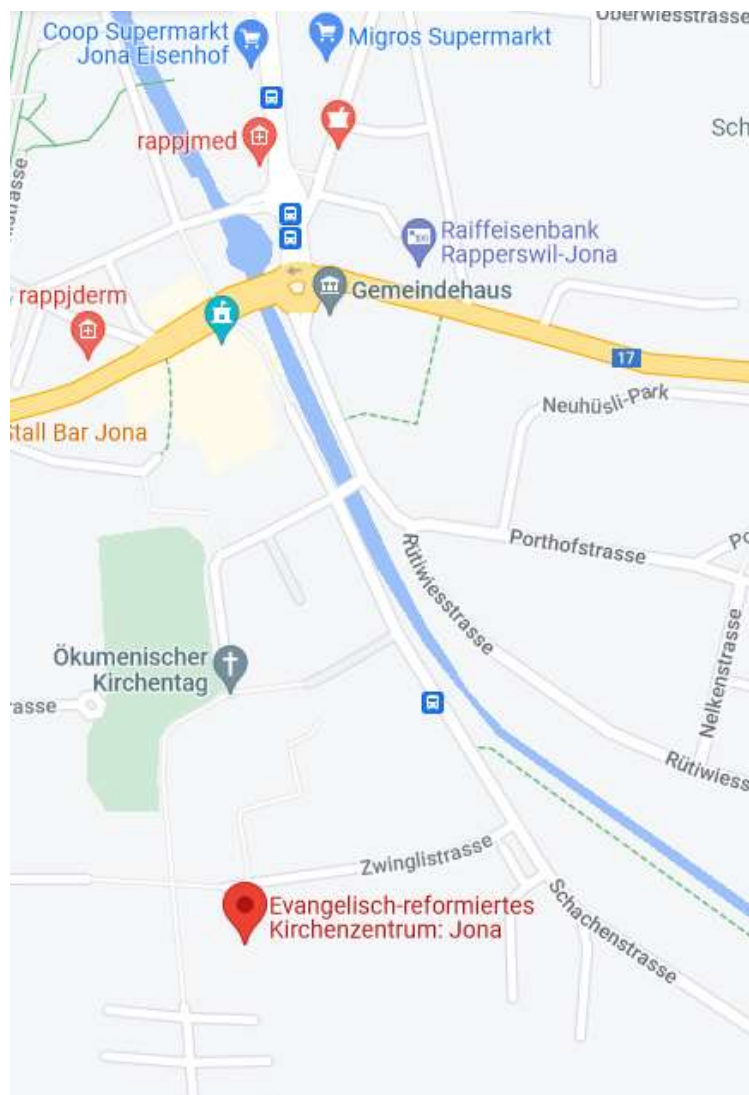 Oberwiesstrasse
Coop Supermarkt
Jona Eisenhof
Migros Supermarkt
Sch
rappjmed
Raiffeisenbank
Rapperswil-Jona
rappjderm
Gemeindehaus
17
Neuhüsli-Park
Stall Bar Jona
Porthofstrasse
Po
Rütiwiesstrasse
Nelkenstrasse
Ökumenischer
Kirchentag
rasse
Rütiwiess
Zwinglistrasse
Schachenstrasse
Evangelisch-reformiertes
Kirchenzentrum: Jona